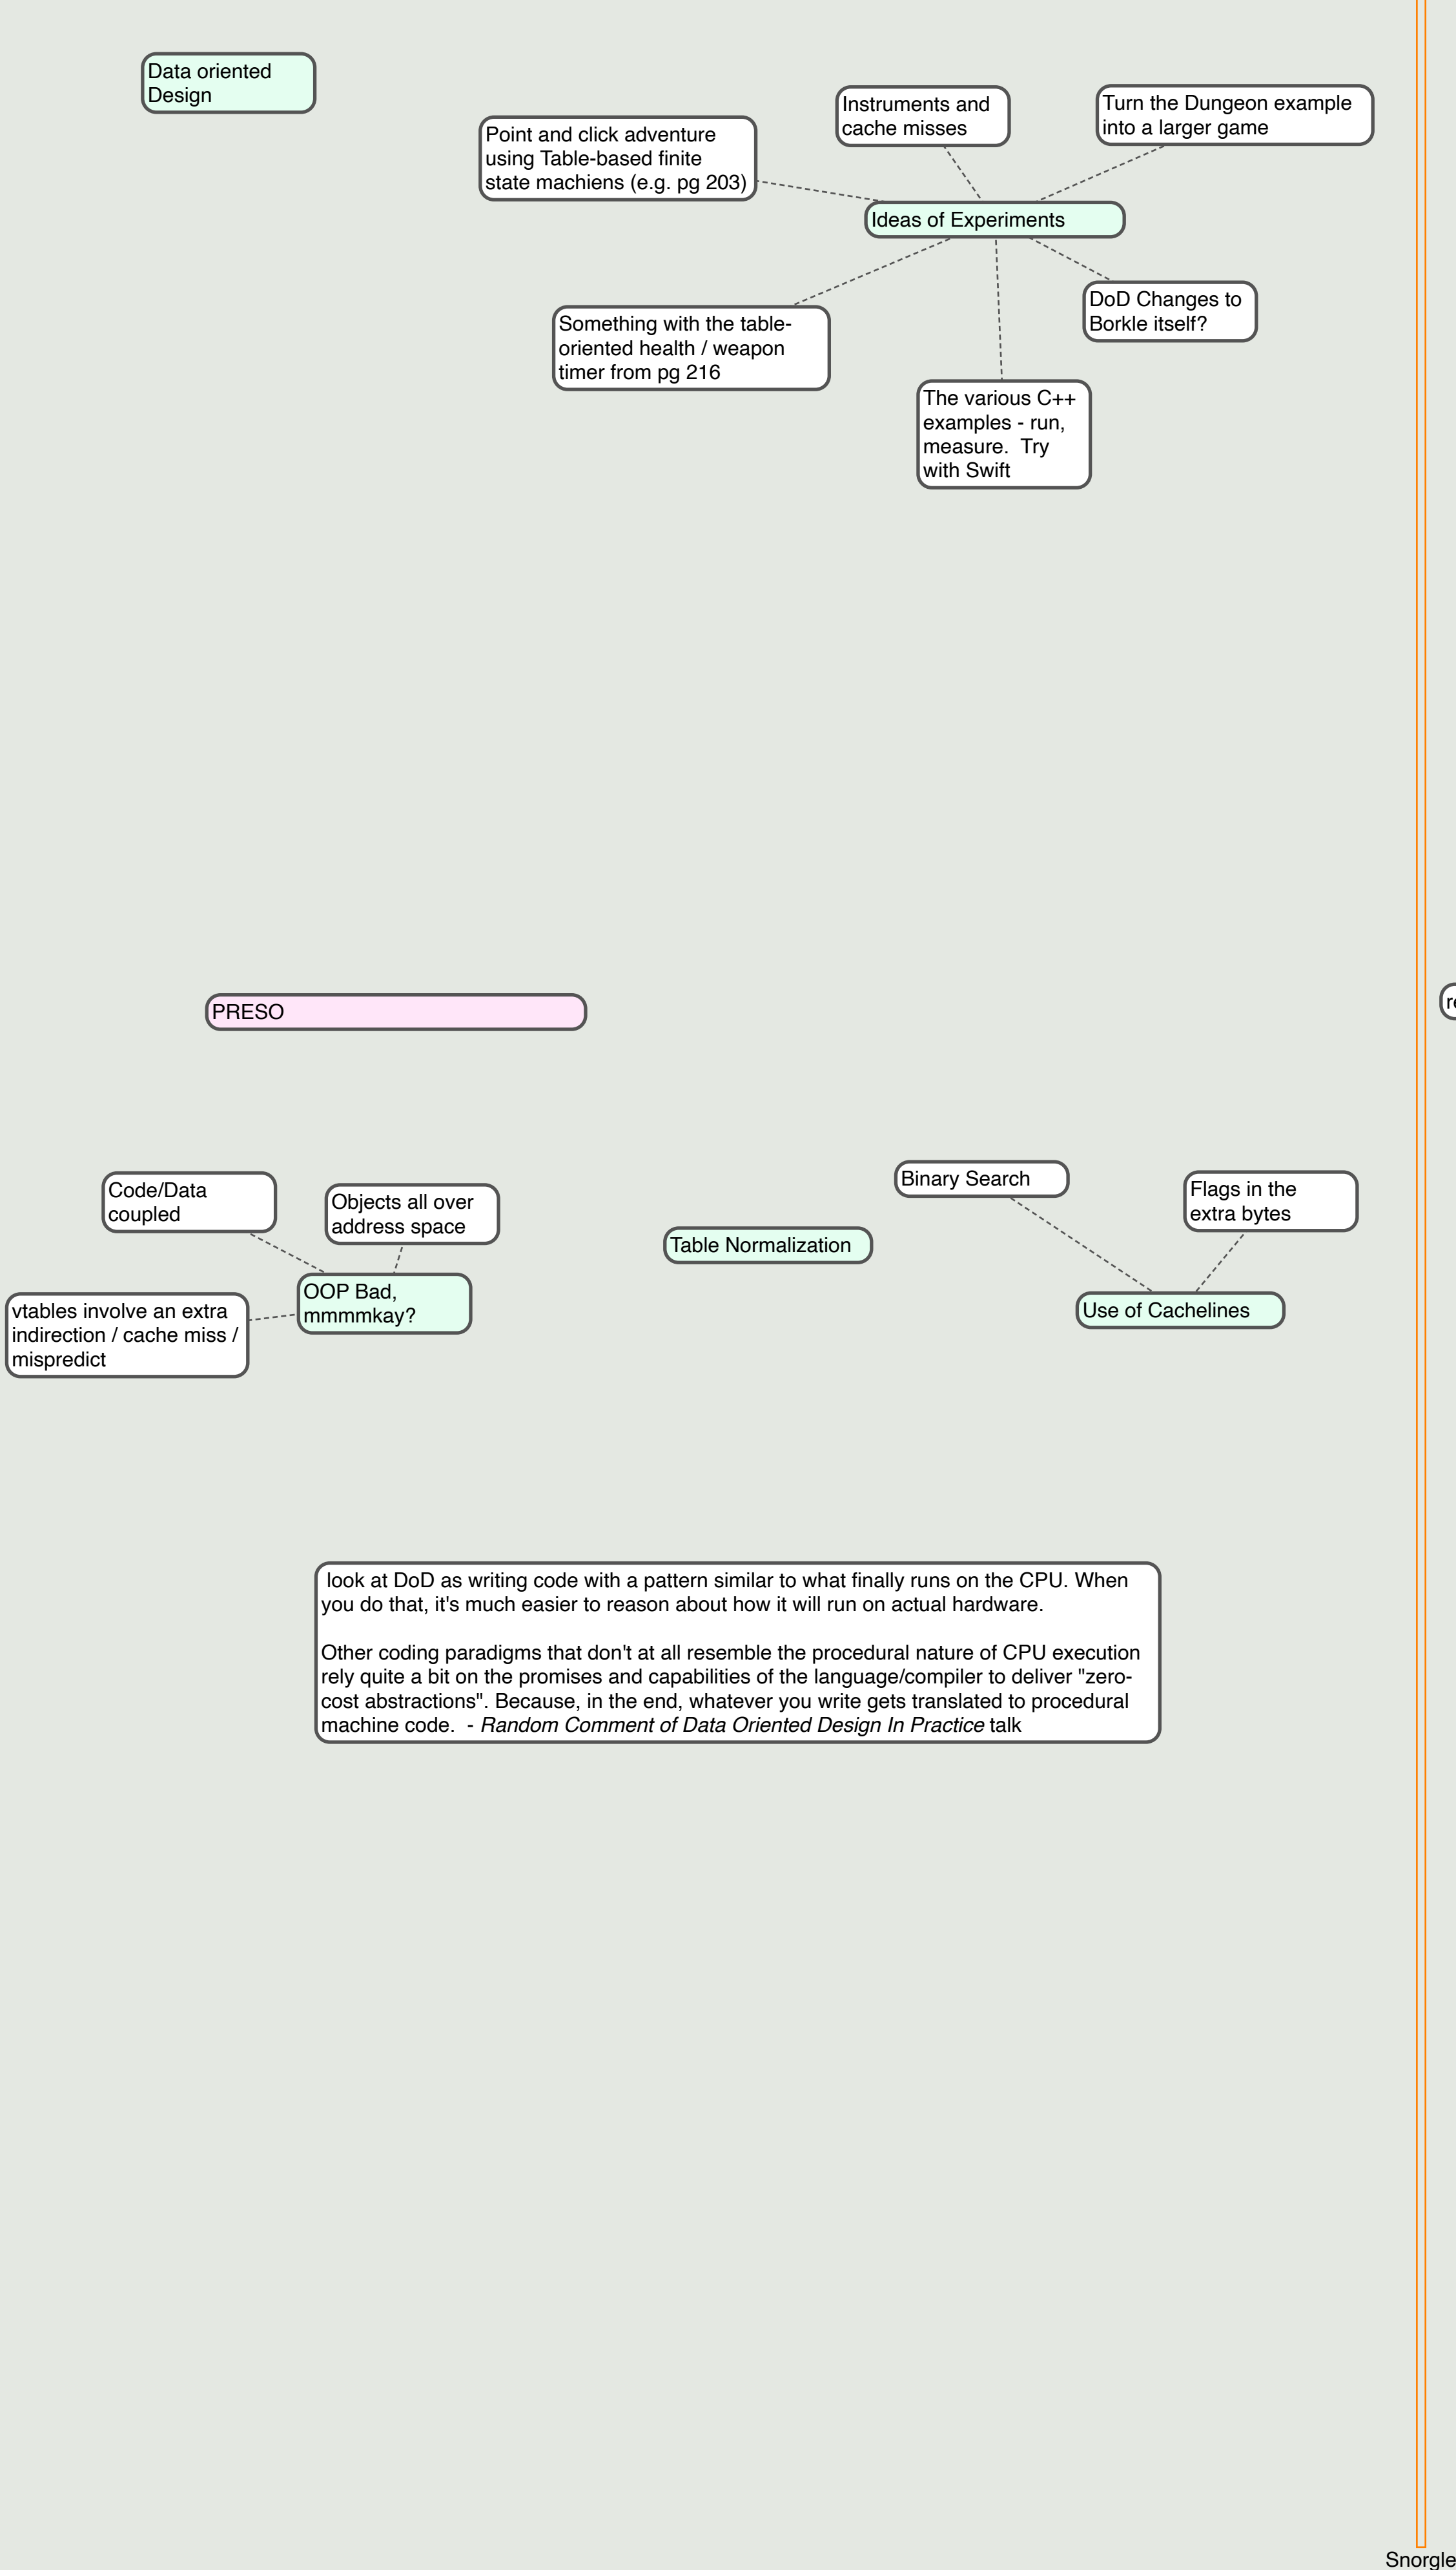 Data oriented
Design
Point and click adventure
using Table-based finite
state machiens (e.g. pg 203)
Instruments and
cache misses
Turn the Dungeon example
into a larger game
Ideas of Experiments
Something with the table-
oriented health / weapon
timer from pg 216
DoD Changes to
Borkle itself?
The various C++
examples - run,
measure.  Try
with Swift
PRESO
Code/Data
coupled
Objects all over
address space
OOP Bad,
mmmmkay?
vtables involve an extra
indirection / cache miss /
mispredict
Table Normalization
Binary Search
Flags in the
extra bytes
Use of Cachelines
look at DoD as writing code with a pattern similar to what finally runs on the CPU. When
you do that, it's much easier to reason about how it will run on actual hardware.
Other coding paradigms that don't at all resemble the procedural nature of CPU execution
rely quite a bit on the promises and capabilities of the language/compiler to deliver "zero-
cost abstractions". Because, in the end, whatever you write gets translated to procedural
machine code.  - Random Comment of Data Oriented Design In Practice talk
Snorgle